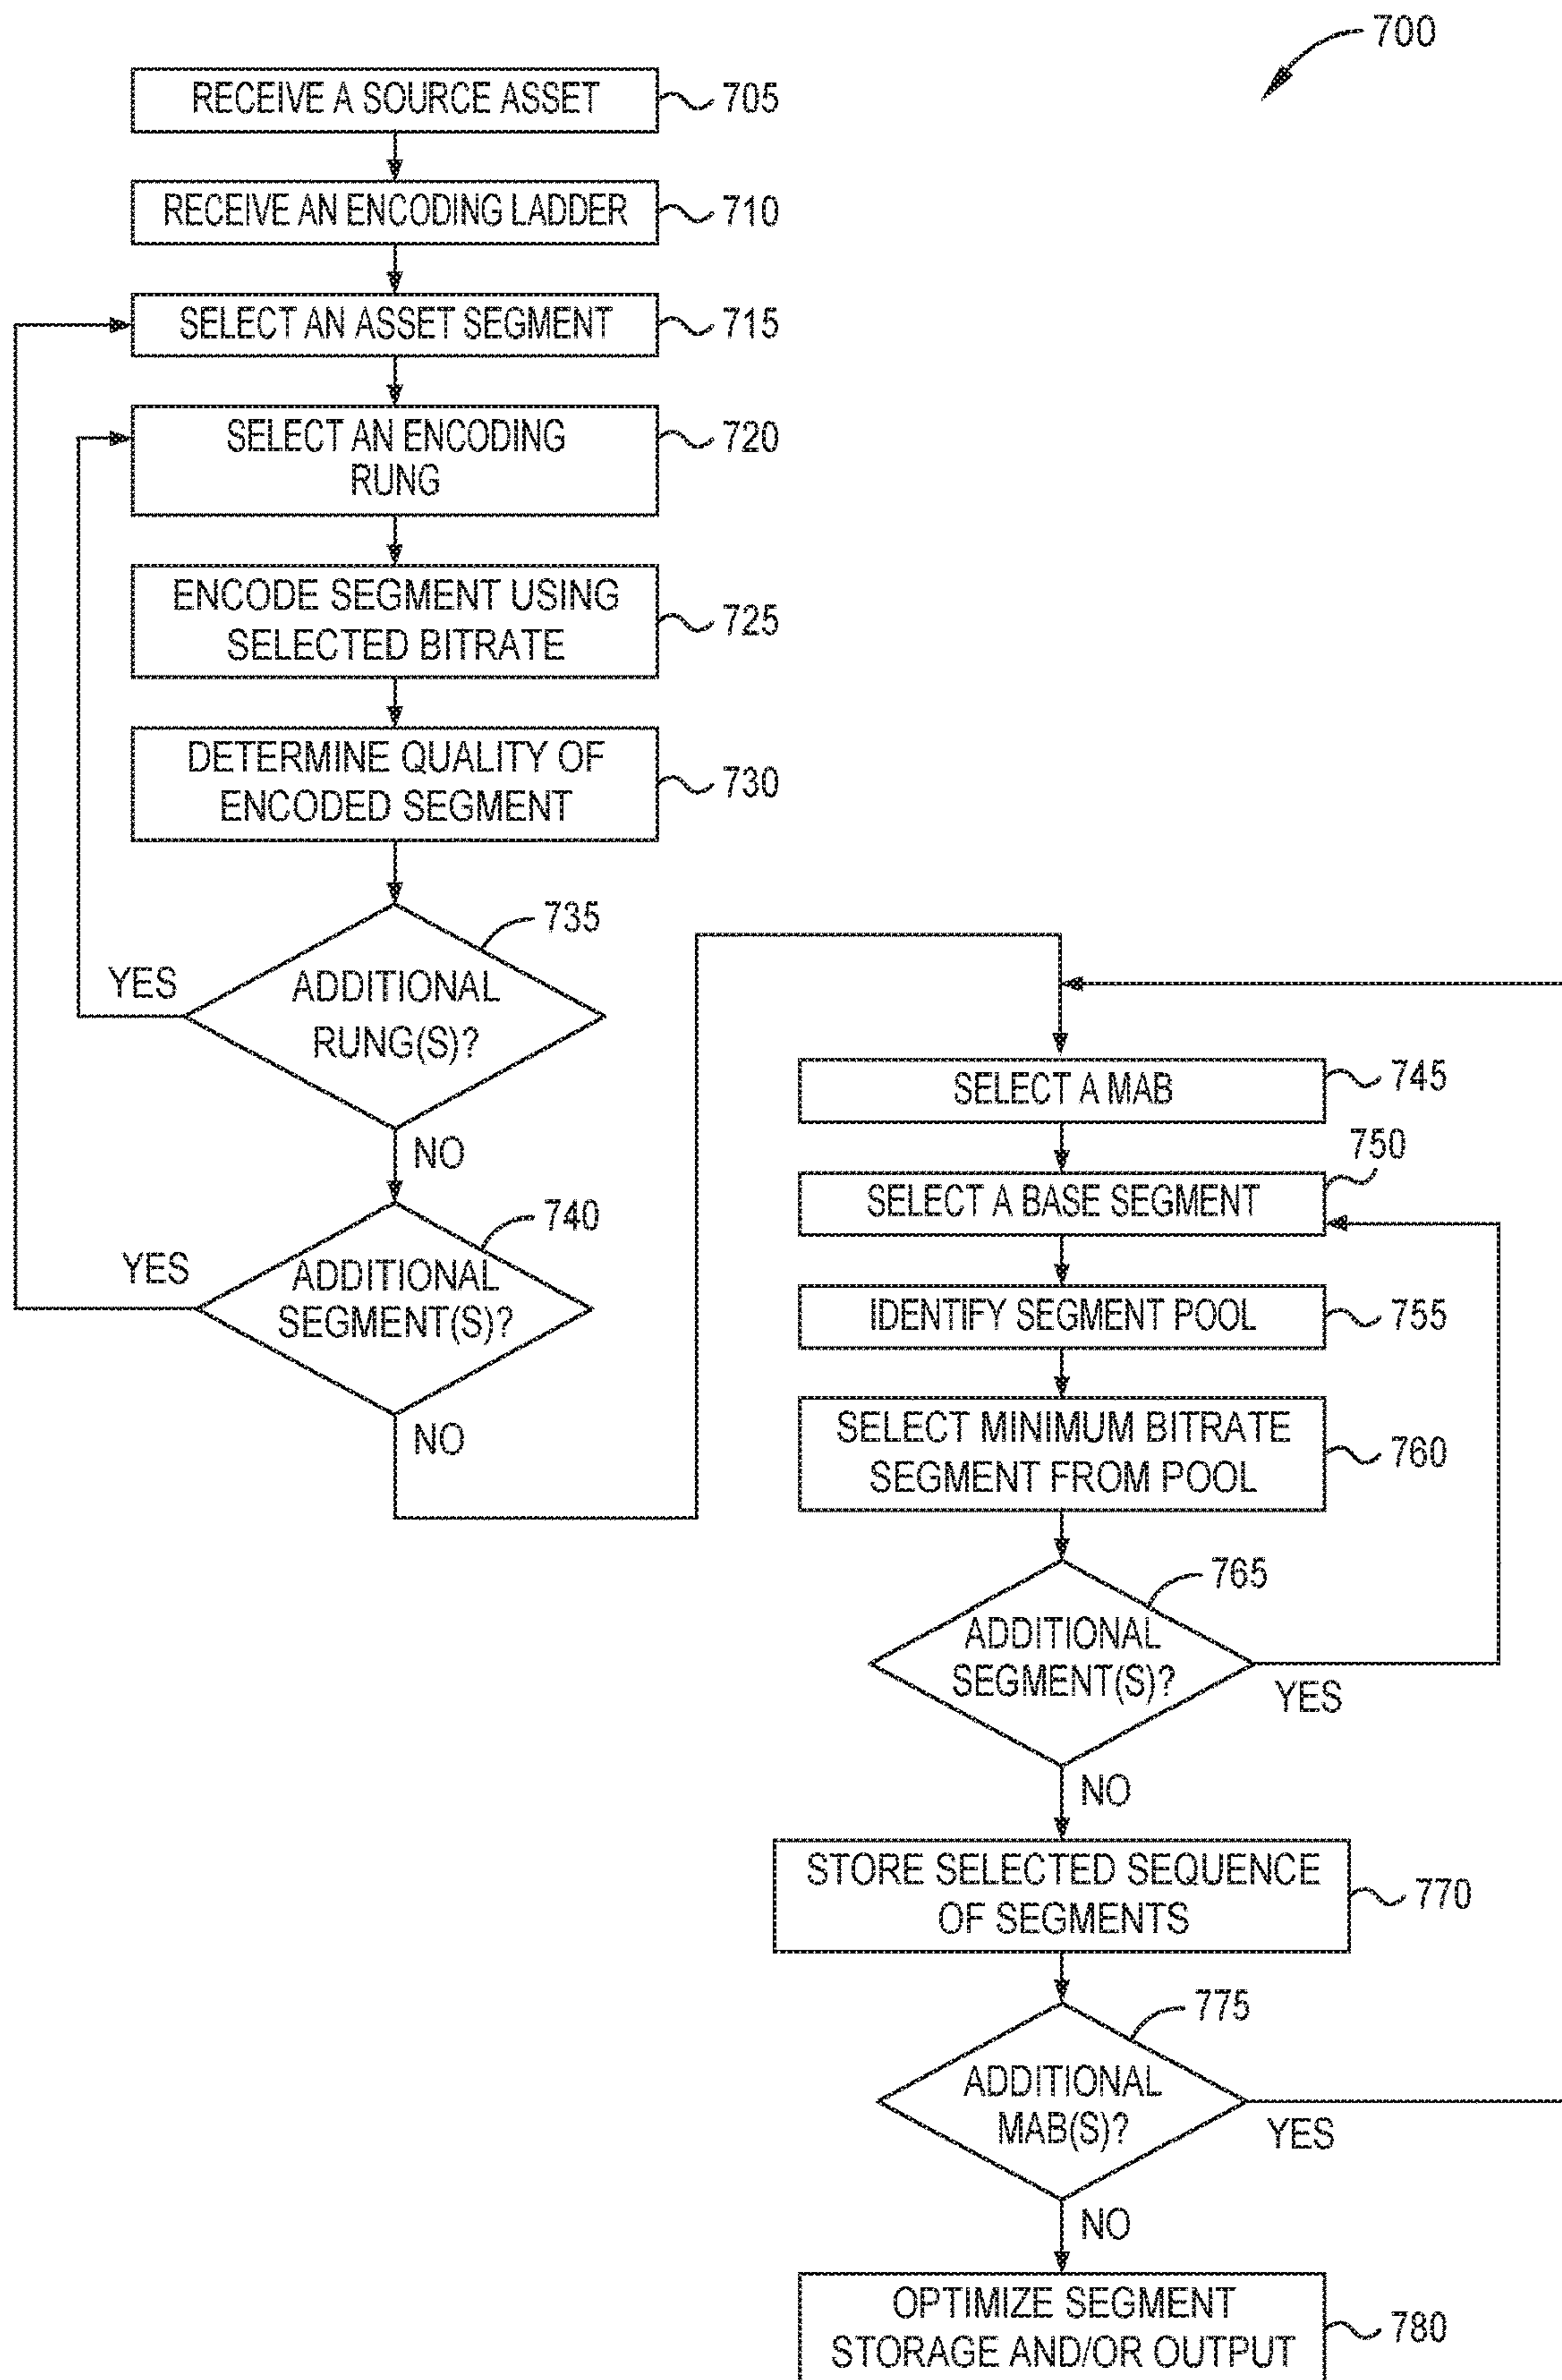 700
RECEIVE A SOURCE ASSET
705
RECEIVE AN ENCODING LADDER
710
SELECT AN ASSET SEGMENT
715
SELECT AN ENCODING
RUNG
720
ENCODE SEGMENT USING
SELECTED BITRATE
725
DETERMINE QUALITY OF
ENCODED SEGMENT
730
735
ADDITIONAL
RUNG(S)?
YES
NO
740
ADDITIONAL
SEGMENT(S)?
YES
NO
SELECT A MAB
745
750
SELECT A BASE SEGMENT
IDENTIFY SEGMENT POOL
755
SELECT MINIMUM BITRATE
SEGMENT FROM POOL
760
765
ADDITIONAL
SEGMENT(S)?
YES
NO
STORE SELECTED SEQUENCE
OF SEGMENTS
770
775
ADDITIONAL
MAB(S)?
YES
NO
OPTIMIZE SEGMENT
STORAGE AND/OR OUTPUT
780